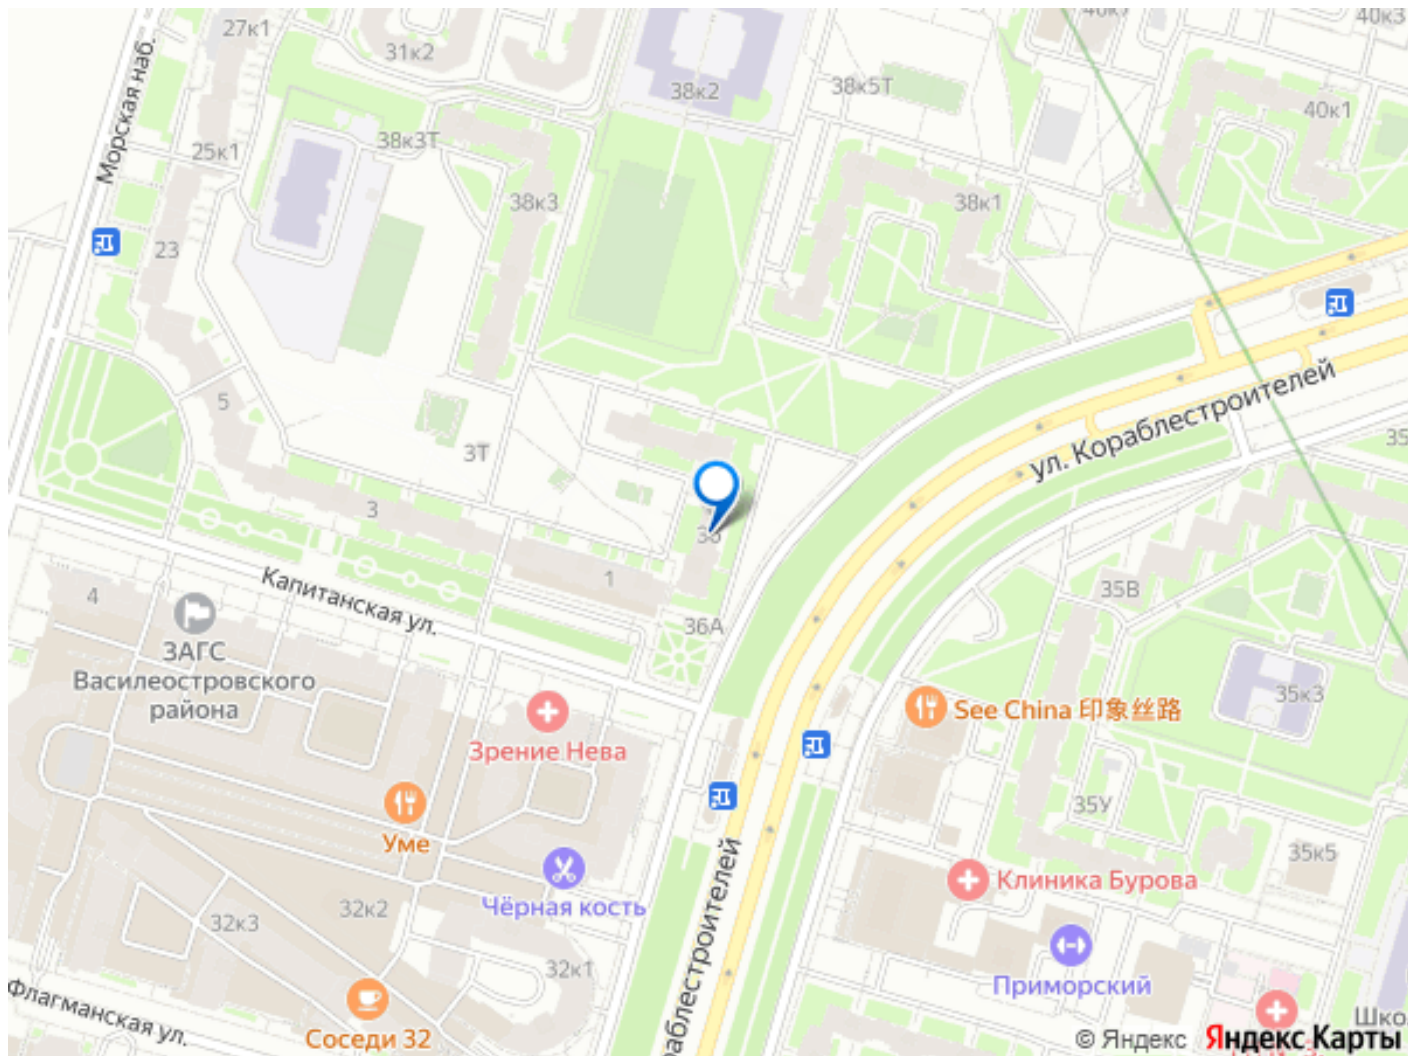 27к1
31к2
38к2
38к5Т
40к3
40к1
Морская наб.
25к1
38к3Т
38к3
38к1
23
5
3Т
3
1
ул. Кораблестроителей
35В
36А
Капитанская ул.
4
ЗАГС
Василеостровского
района
Зрение Нева
See China 印象丝路
35к3
35У
35к5
Уме
Чёрная кость
Клиника Бурова
32к3
32к2
32к1
Приморский
Соседи 32
Флагманская ул.
раблестроителей
Шко
© Яндекс Яндекс Карты